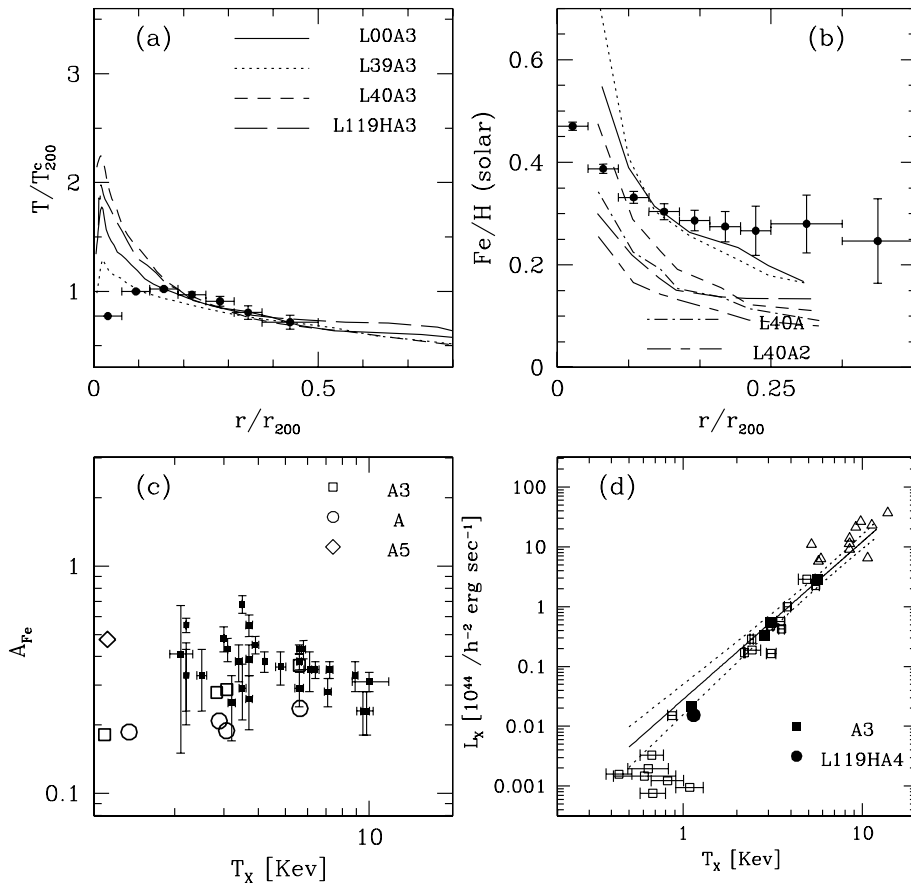 (a)
L00A3
L39A3
L40A3
L119HA3
3
2
1
0
0.5
T/T^c_200
r/r_200
(b)
0.6
0.4
0.2
0
0
0.25
Fe/H (solar)
L40A
L40A2
r/r_200
(c)
A3
A
A5
1
0.1
10
A_Fe
T_X [Kev]
(d)
100
10
1
0.1
0.01
0.001
1
10
L_X [10^44 /h^-2 erg sec^-1]
A3
L119HA4
T_X [Kev]